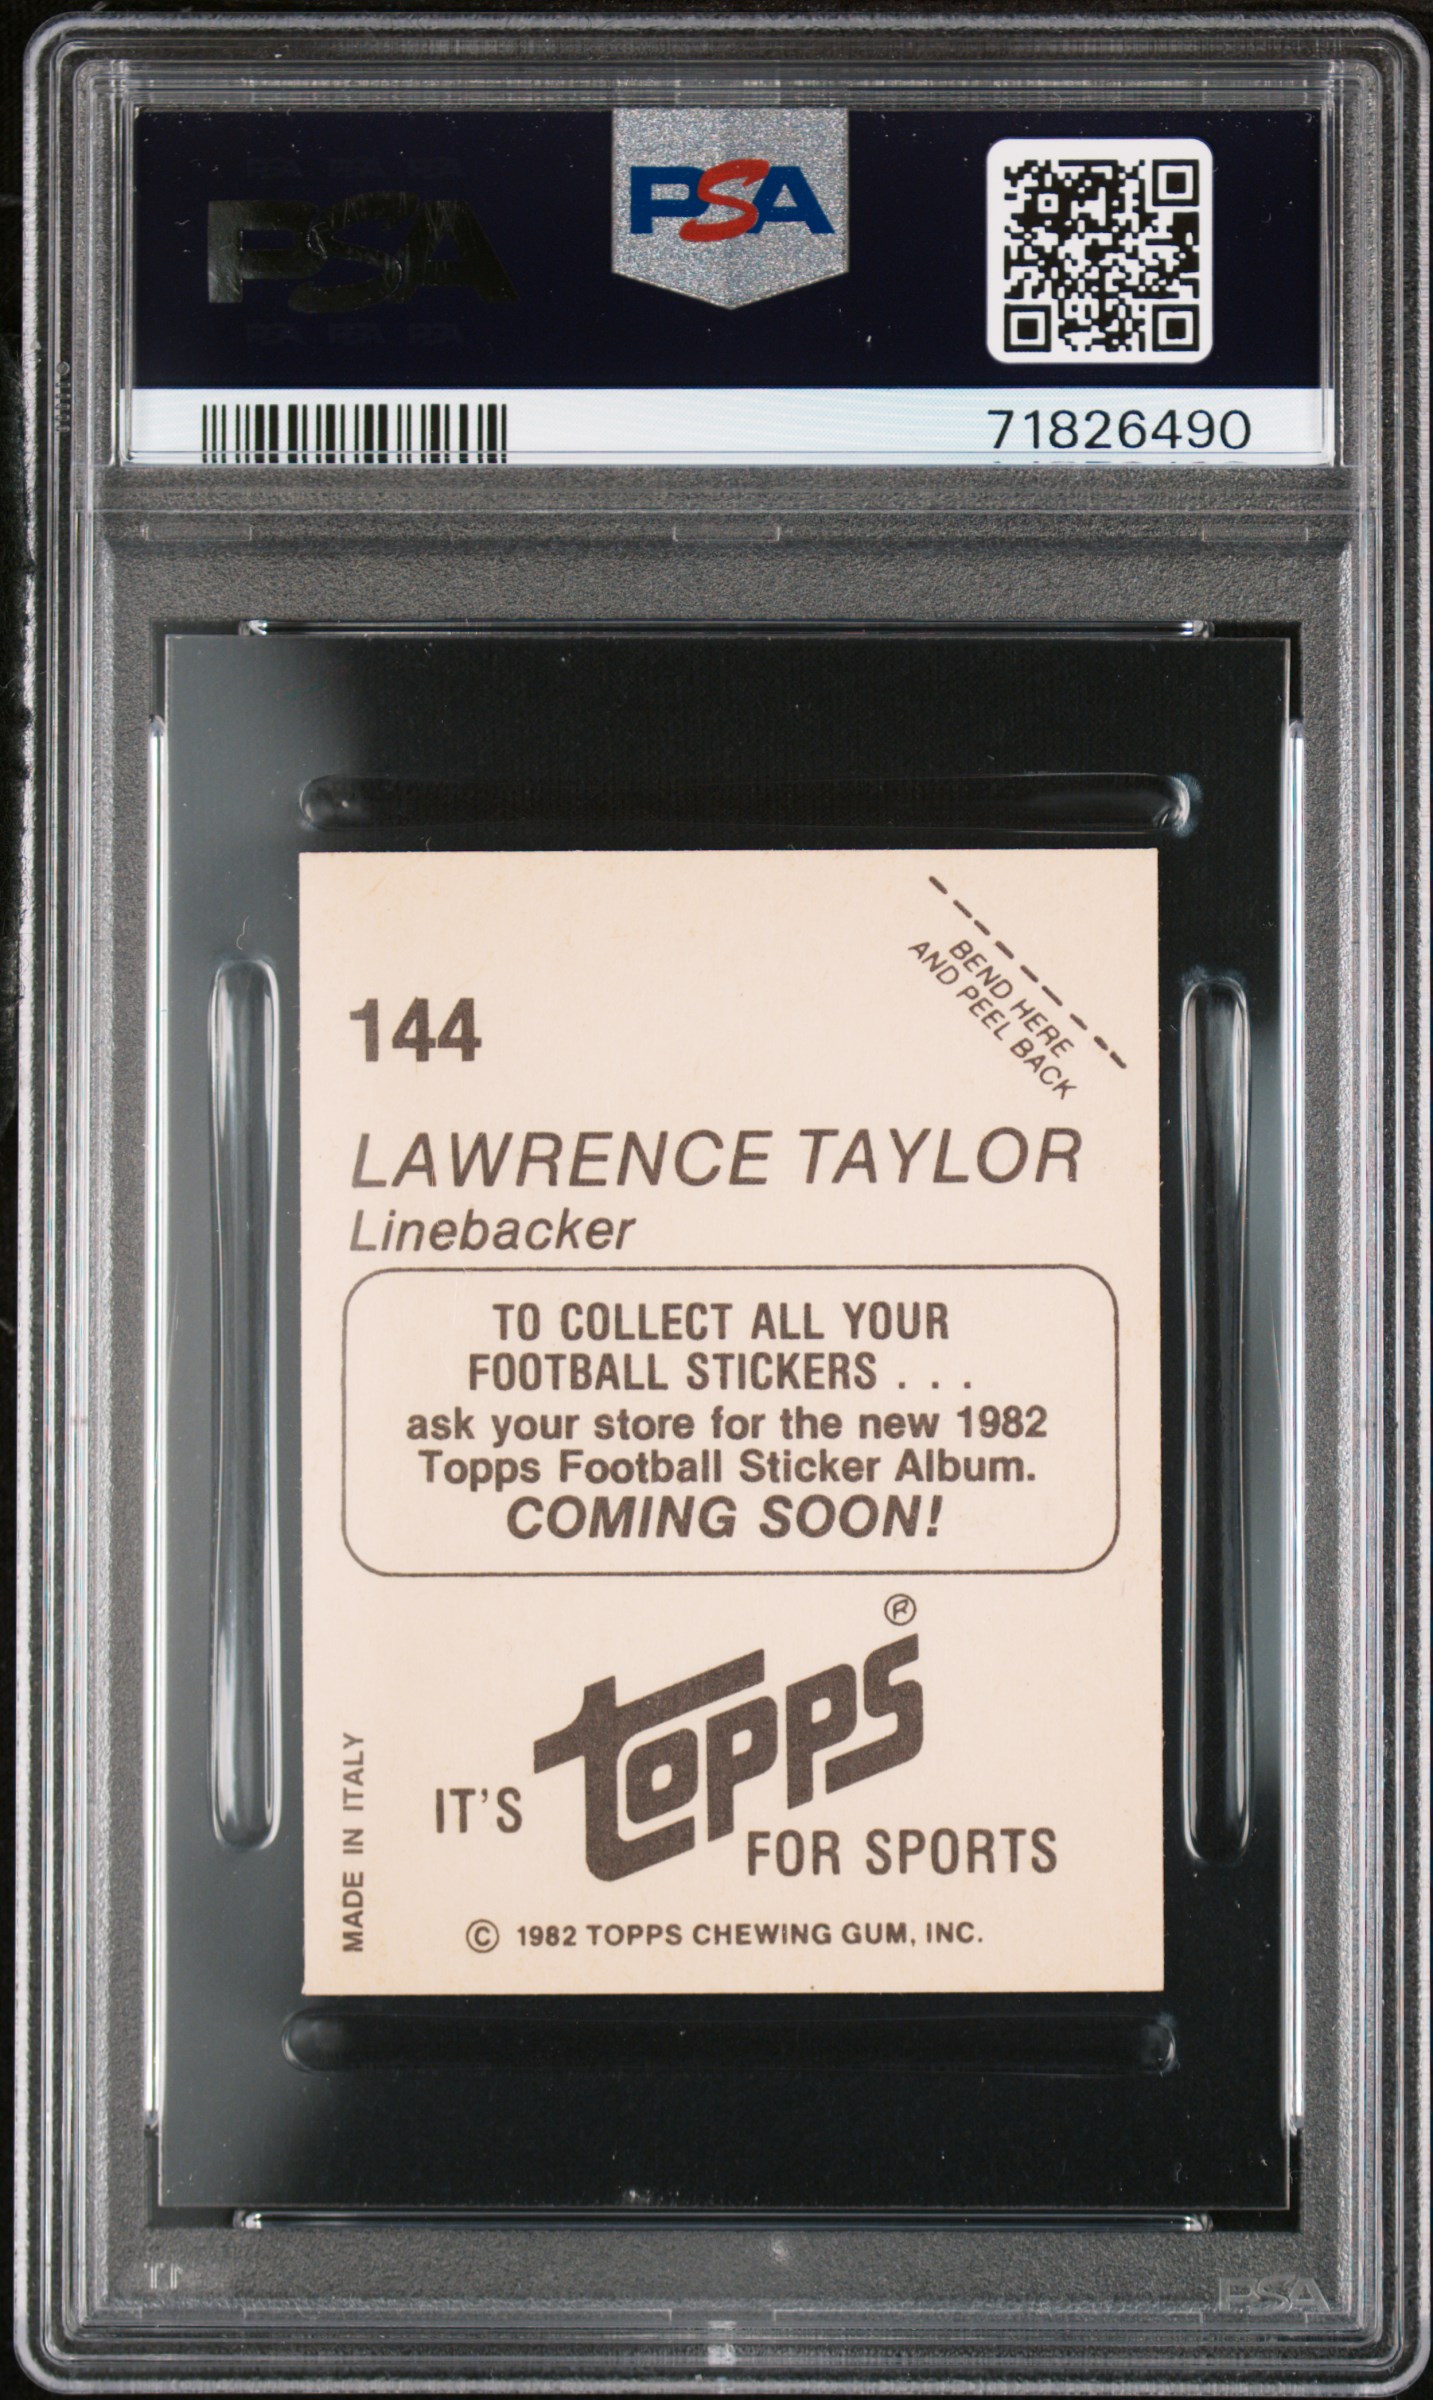 PSA
PSA
71826490
144
BEND HERE
AND PEEL BACK
LAWRENCE TAYLOR
Linebacker
TO COLLECT ALL YOUR
FOOTBALL STICKERS . . .
ask your store for the new 1982
Topps Football Sticker Album.
COMING SOON!
IT'S topps® FOR SPORTS
MADE IN ITALY
© 1982 TOPPS CHEWING GUM, INC.
PSA